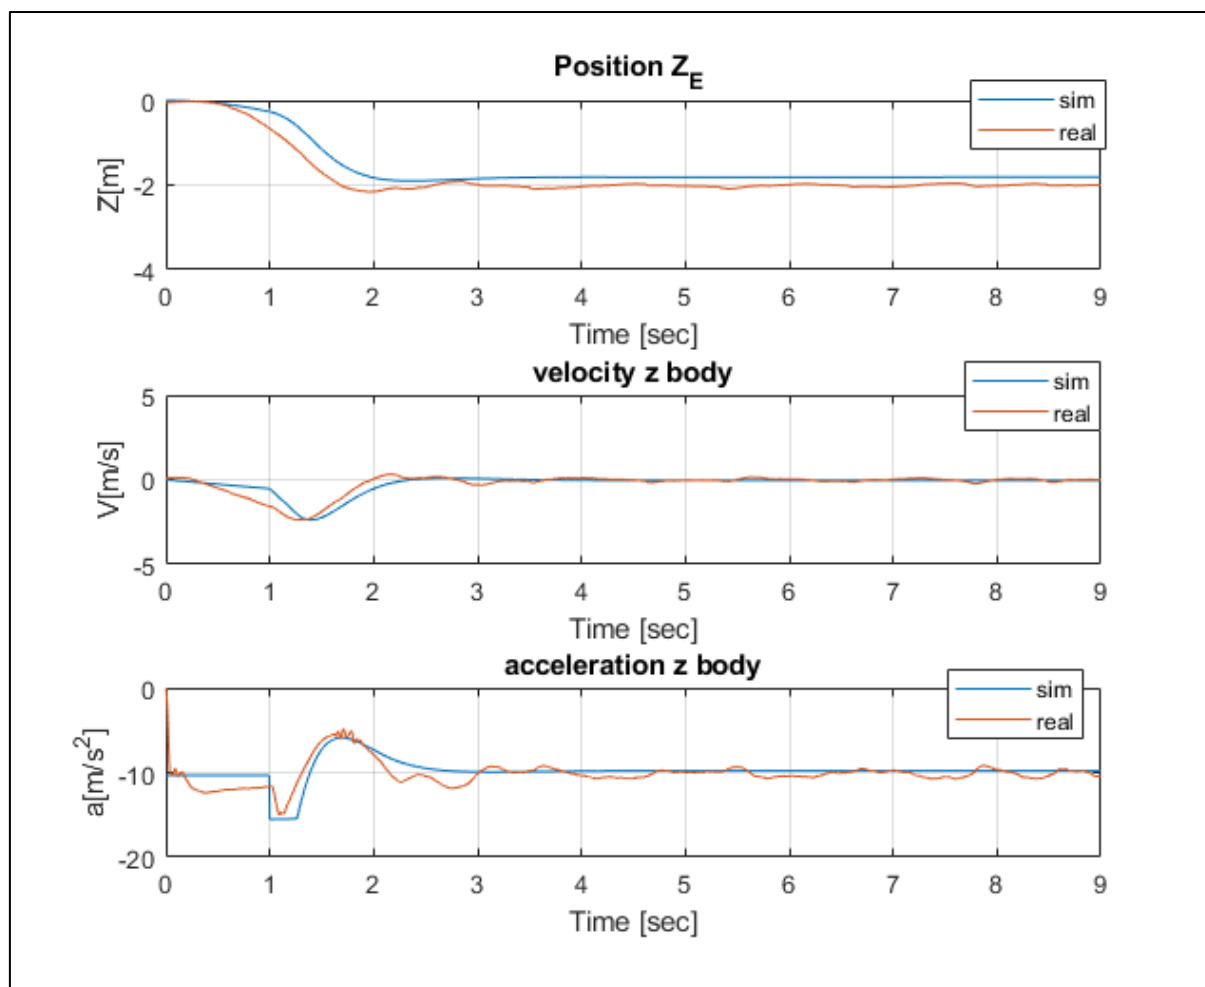 Position Z_E
sim
real
0
-2
-4
Z[m]
0 1 2 3 4 5 6 7 8 9
Time [sec]
velocity z body
sim
real
5
0
-5
V[m/s]
0 1 2 3 4 5 6 7 8 9
Time [sec]
acceleration z body
sim
real
0
-10
-20
a[m/s^2]
0 1 2 3 4 5 6 7 8 9
Time [sec]